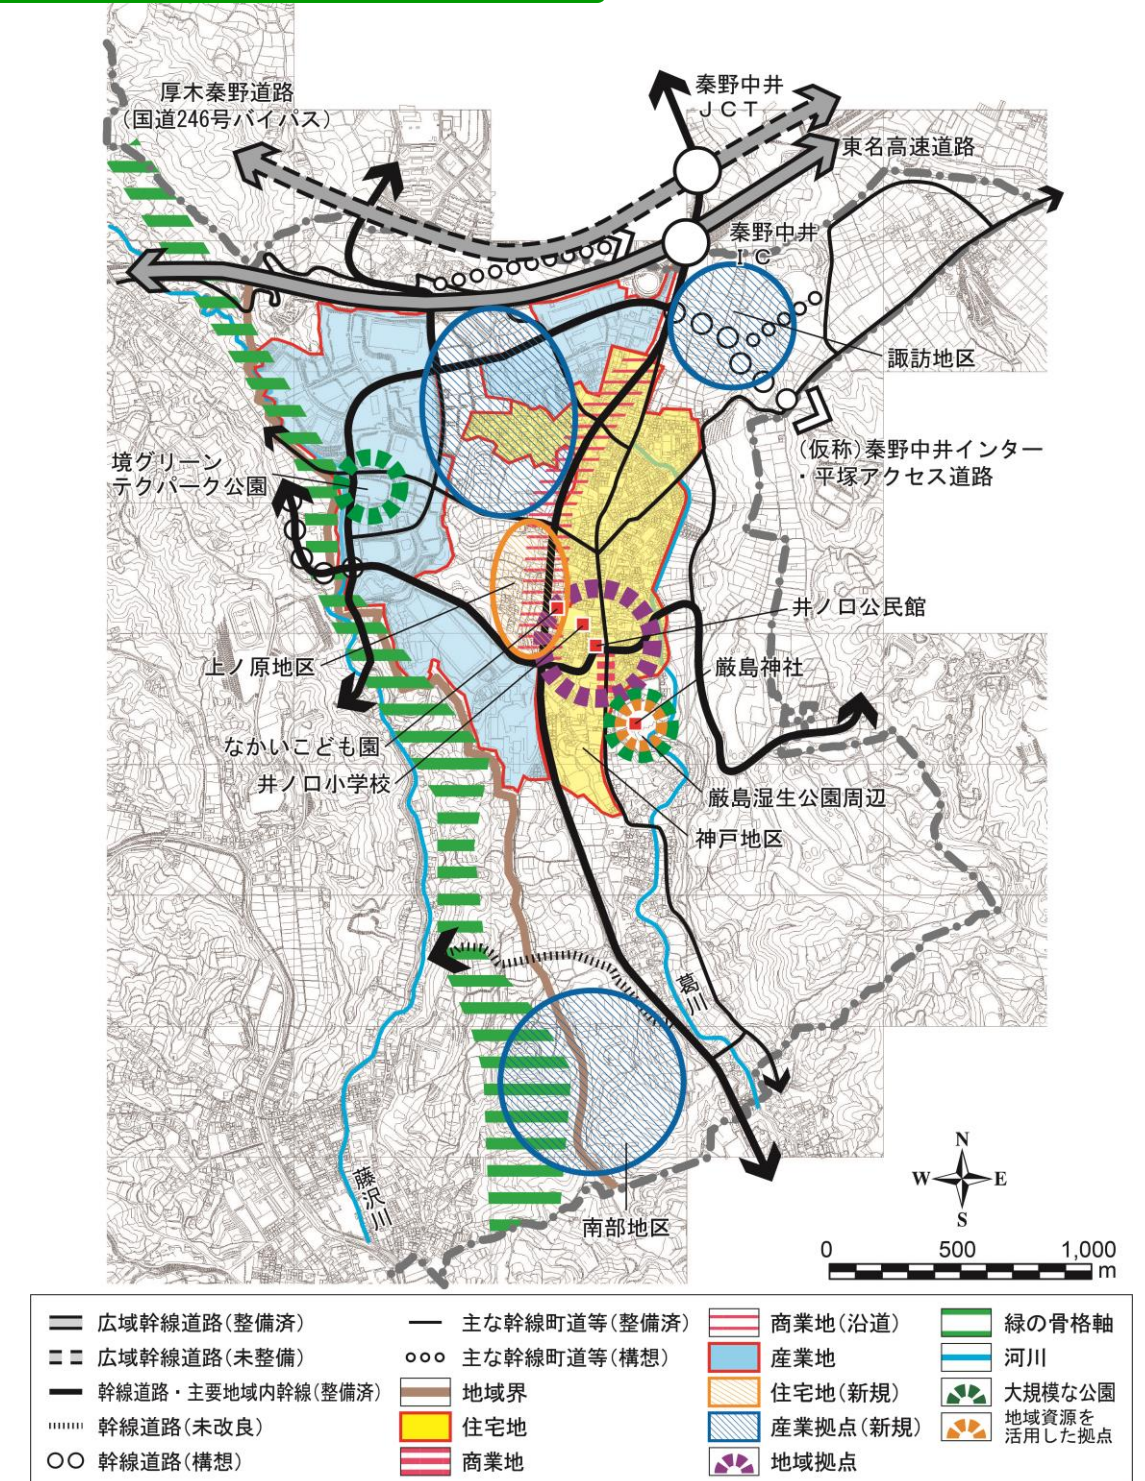 厚木秦野道路
(国道246号バイパス)
秦野中井
ＪＣＴ
東名高速道路
秦野中井
ＩＣ
諏訪地区
(仮称)秦野中井インター
・平塚アクセス道路
境グリーン
テクパーク公園
井ノ口公民館
上ノ原地区
厳島神社
なかいこども園
井ノ口小学校
厳島湿生公園周辺
神戸地区
葛川
藤沢川
南部地区
N
W
E
S
0 500 1,000
m
広域幹線道路(整備済)
広域幹線道路(未整備)
幹線道路・主要地域内幹線(整備済)
幹線道路(未改良)
幹線道路(構想)
主な幹線町道等(整備済)
主な幹線町道等(構想)
地域界
住宅地
商業地
商業地(沿道)
産業地
住宅地(新規)
産業拠点(新規)
地域拠点
緑の骨格軸
河川
大規模な公園
地域資源を
活用した拠点